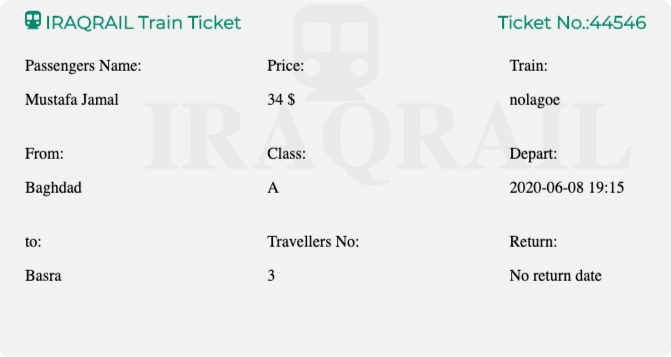 IRAQRAIL Train Ticket Ticket No.:44546
Passengers Name: Price: Train:
Mustafa Jamal 34 $ nolagoe
IRAQRAIL
From: Class: Depart:
Baghdad A 2020-06-08 19:15
to: Travellers No: Return:
Basra 3 No return date